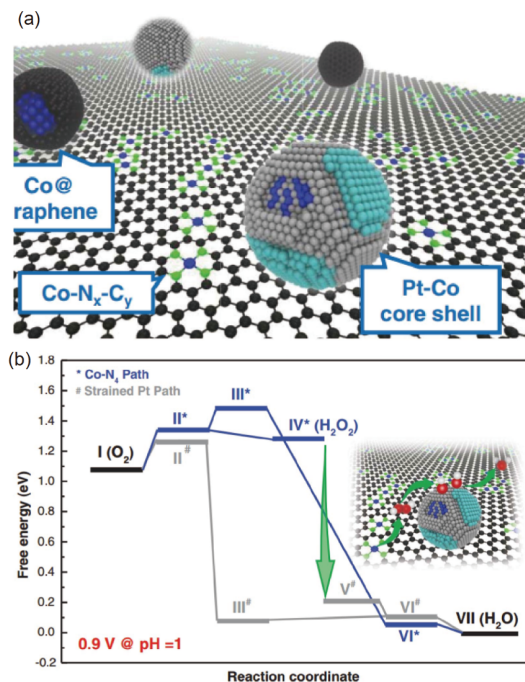 (a)
Co@
raphene
Co-Nx-Cy
Pt-Co
core shell
(b)
1.8
1.6
1.4
1.2
1.0
0.8
0.6
0.4
0.2
0.0
-0.2
Free energy (eV)
* Co-N4 Path
# Strained Pt Path
I (O2)
II*
II#
III*
IV* (H2O2)
III#
V#
VI#
VI*
VII (H2O)
0.9 V @ pH =1
Reaction coordinate